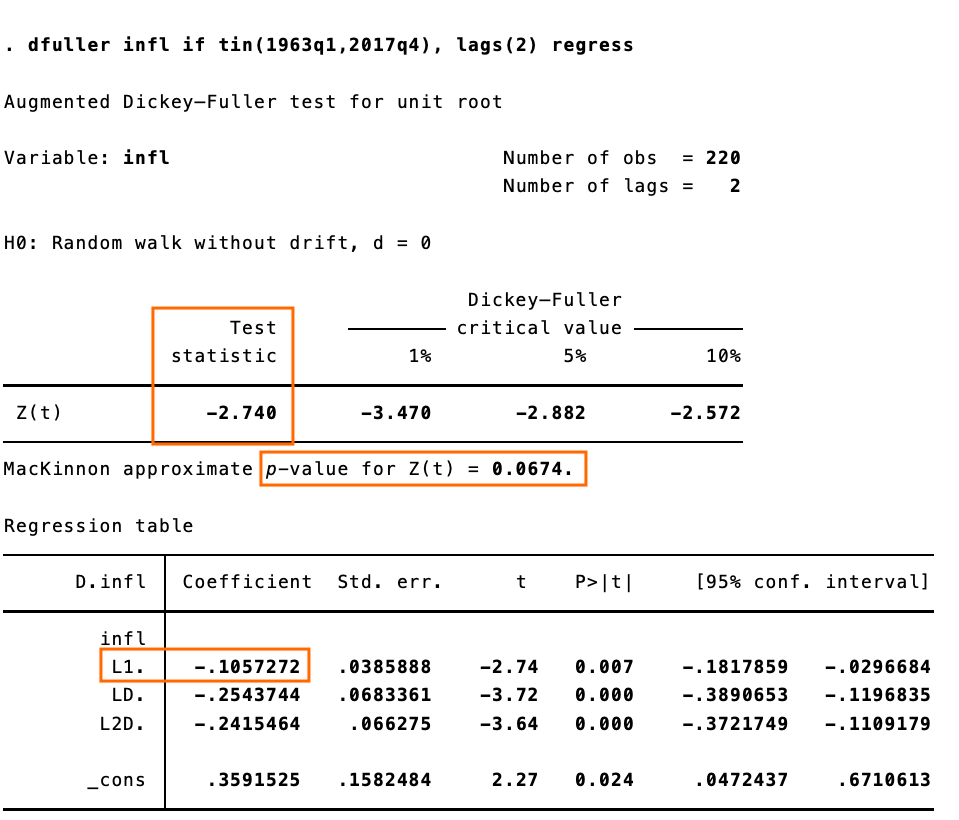 . dfuller infl if tin(1963q1,2017q4), lags(2) regress
Augmented Dickey–Fuller test for unit root
Variable: infl Number of obs = 220
Number of lags = 2
H0: Random walk without drift, d = 0
Dickey–Fuller
Test critical value
statistic 1% 5% 10%
Z(t) −2.740 −3.470 −2.882 −2.572
MacKinnon approximate p-value for Z(t) = 0.0674.
Regression table
D.infl Coefficient Std. err. t P>|t| [95% conf. interval]
infl
L1. −.1057272 .0385888 −2.74 0.007 −.1817859 −.0296684
LD. −.2543744 .0683361 −3.72 0.000 −.3890653 −.1196835
L2D. −.2415464 .066275 −3.64 0.000 −.3721749 −.1109179
_cons .3591525 .1582484 2.27 0.024 .0472437 .6710613